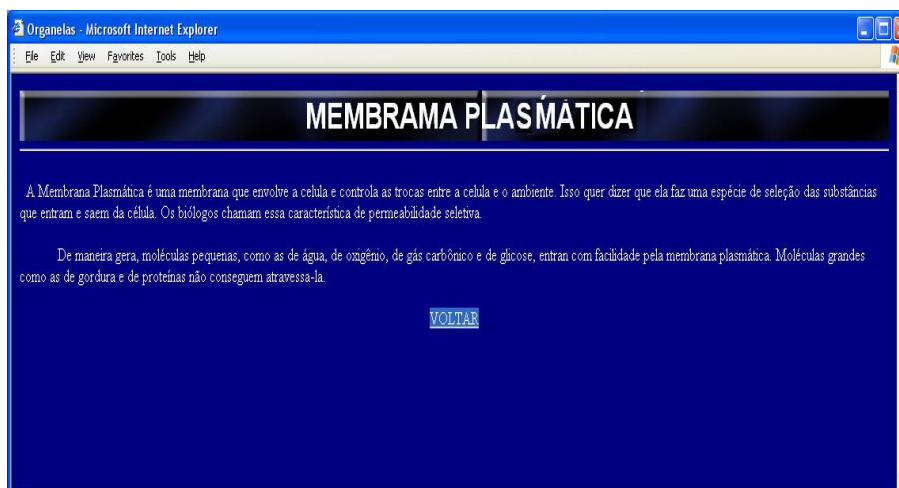 Organelas - Microsoft Internet Explorer
File Edit View Favorites Tools Help
MEMBRAMA PLASMÁTICA
A Membrana Plasmática é uma membrana que envolve a celula e controla as trocas entre a celula e o ambiente. Isso quer dizer que ela faz uma espécie de seleção das substâncias
que entram e saem da célula. Os biólogos chamam essa característica de permeabilidade seletiva.
De maneira gera, moléculas pequenas, como as de água, de oxigênio, de gás carbônico e de glicose, entran com facilidade pela membrana plasmática. Moléculas grandes
como as de gordura e de proteínas não conseguem atravessa-la.
VOLTAR